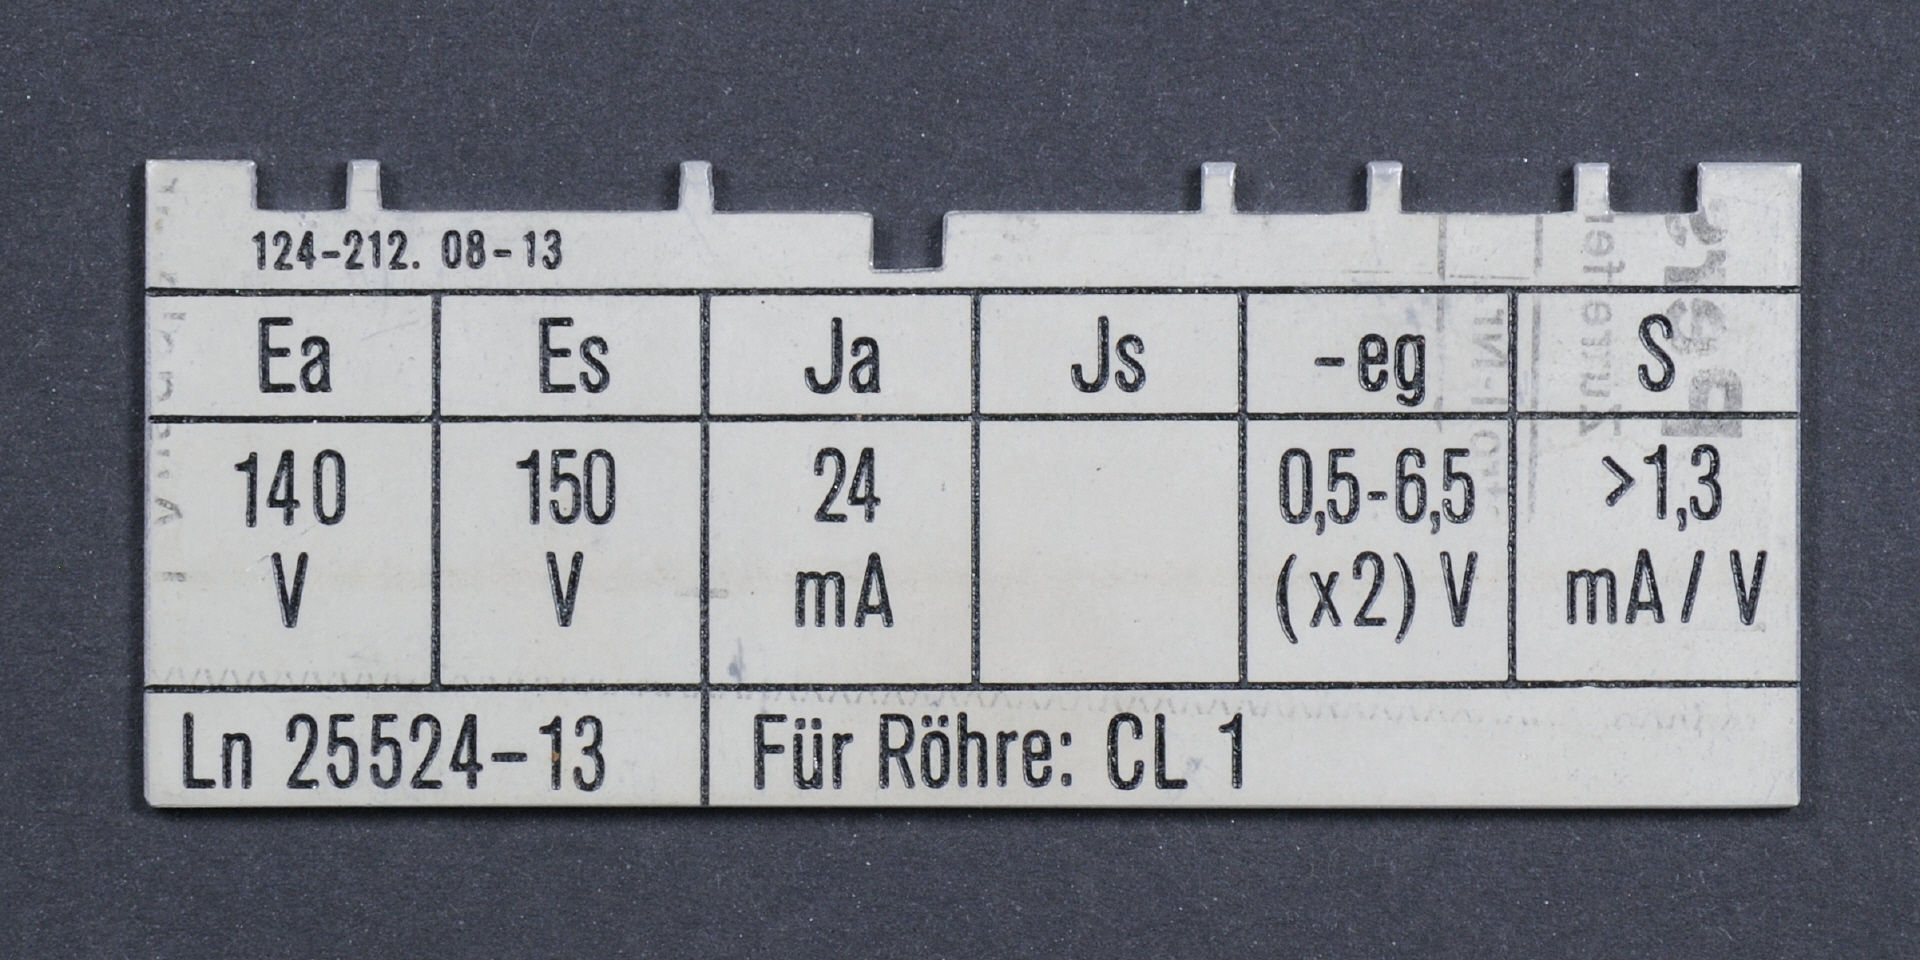 124-212. 08-13
Ea Es Ja Js -eg S
140 150 24 0,5-6,5 >1,3
V V mA (x2) V mA/V
Ln 25524-13 Für Röhre: CL 1